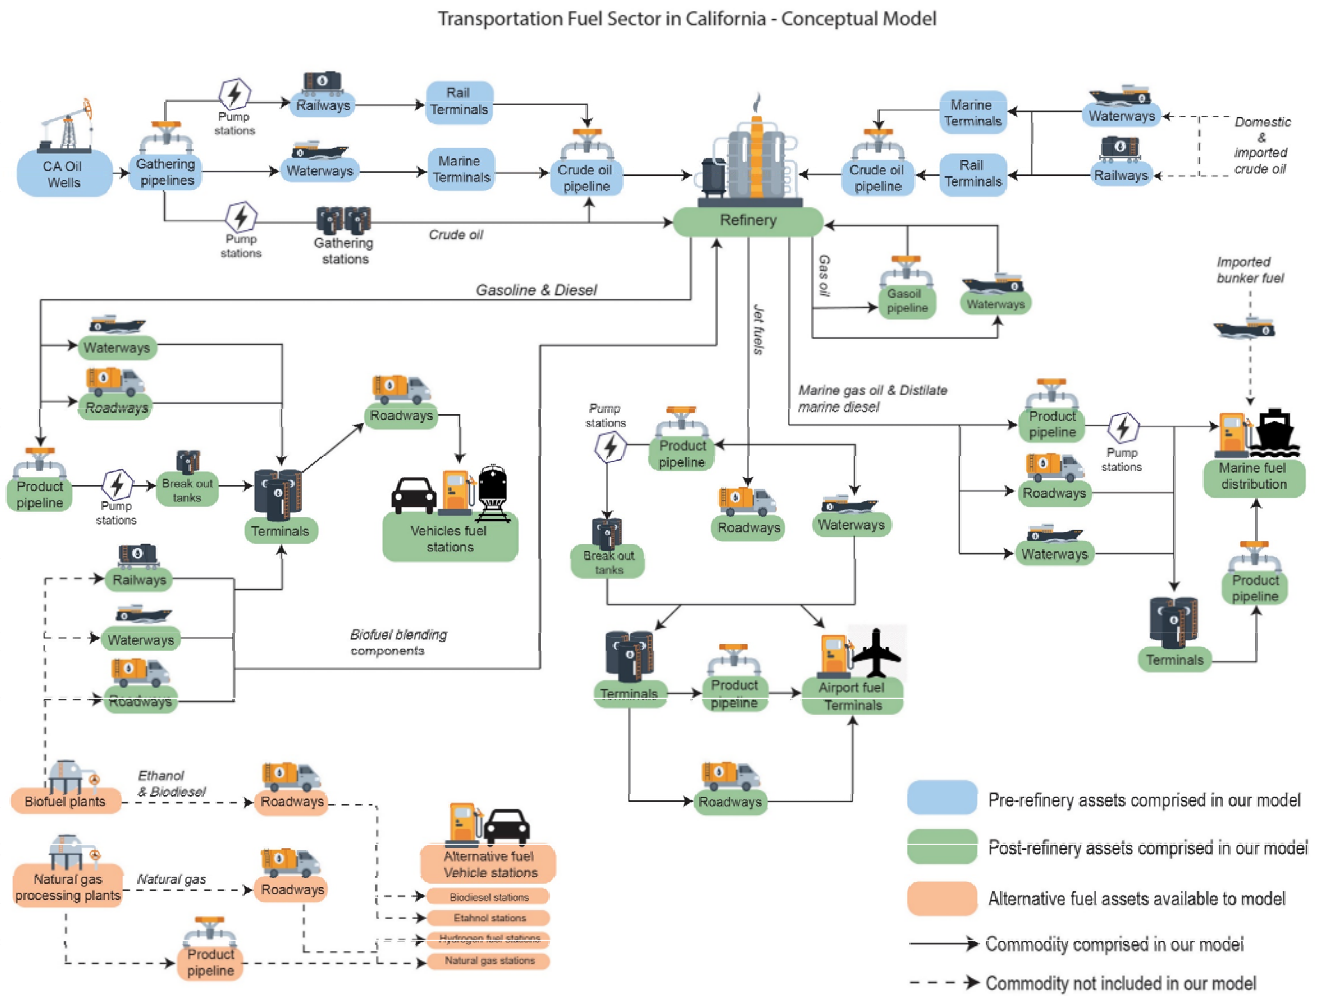 Transportation Fuel Sector in California - Conceptual Model
Pump
stations
Railways
Rail
Terminals
CA Oil
Wells
Gathering
pipelines
Waterways
Marine
Terminals
Crude oil
pipeline
Pump
stations
Gathering
stations
Crude oil
Refinery
Crude oil
pipeline
Marine
Terminals
Rail
Terminals
Waterways
Railways
Domestic
&
imported
crude oil
Gasoline & Diesel
Waterways
Roadways
Product
pipeline
Pump
stations
Break out
tanks
Terminals
Roadways
Vehicles fuel
stations
Railways
Waterways
Roadways
Biofuel blending
components
Gas oil
Gasoil
pipeline
Waterways
Jet fuels
Pump
stations
Product
pipeline
Roadways
Waterways
Break out
tanks
Terminals
Product
pipeline
Airport fuel
Terminals
Roadways
Marine gas oil & Distilate
marine diesel
Product
pipeline
Pump
stations
Roadways
Waterways
Imported
bunker fuel
Marine fuel
distribution
Product
pipeline
Terminals
Biofuel plants
Ethanol
& Biodiesel
Roadways
Natural gas
processing plants
Natural gas
Roadways
Product
pipeline
Alternative fuel
Vehicle stations
Biodiesel stations
Etahnol stations
Hydrogen fuel stations
Natural gas stations
Pre-refinery assets comprised in our model
Post-refinery assets comprised in our model
Alternative fuel assets available to model
Commodity comprised in our model
Commodity not included in our model